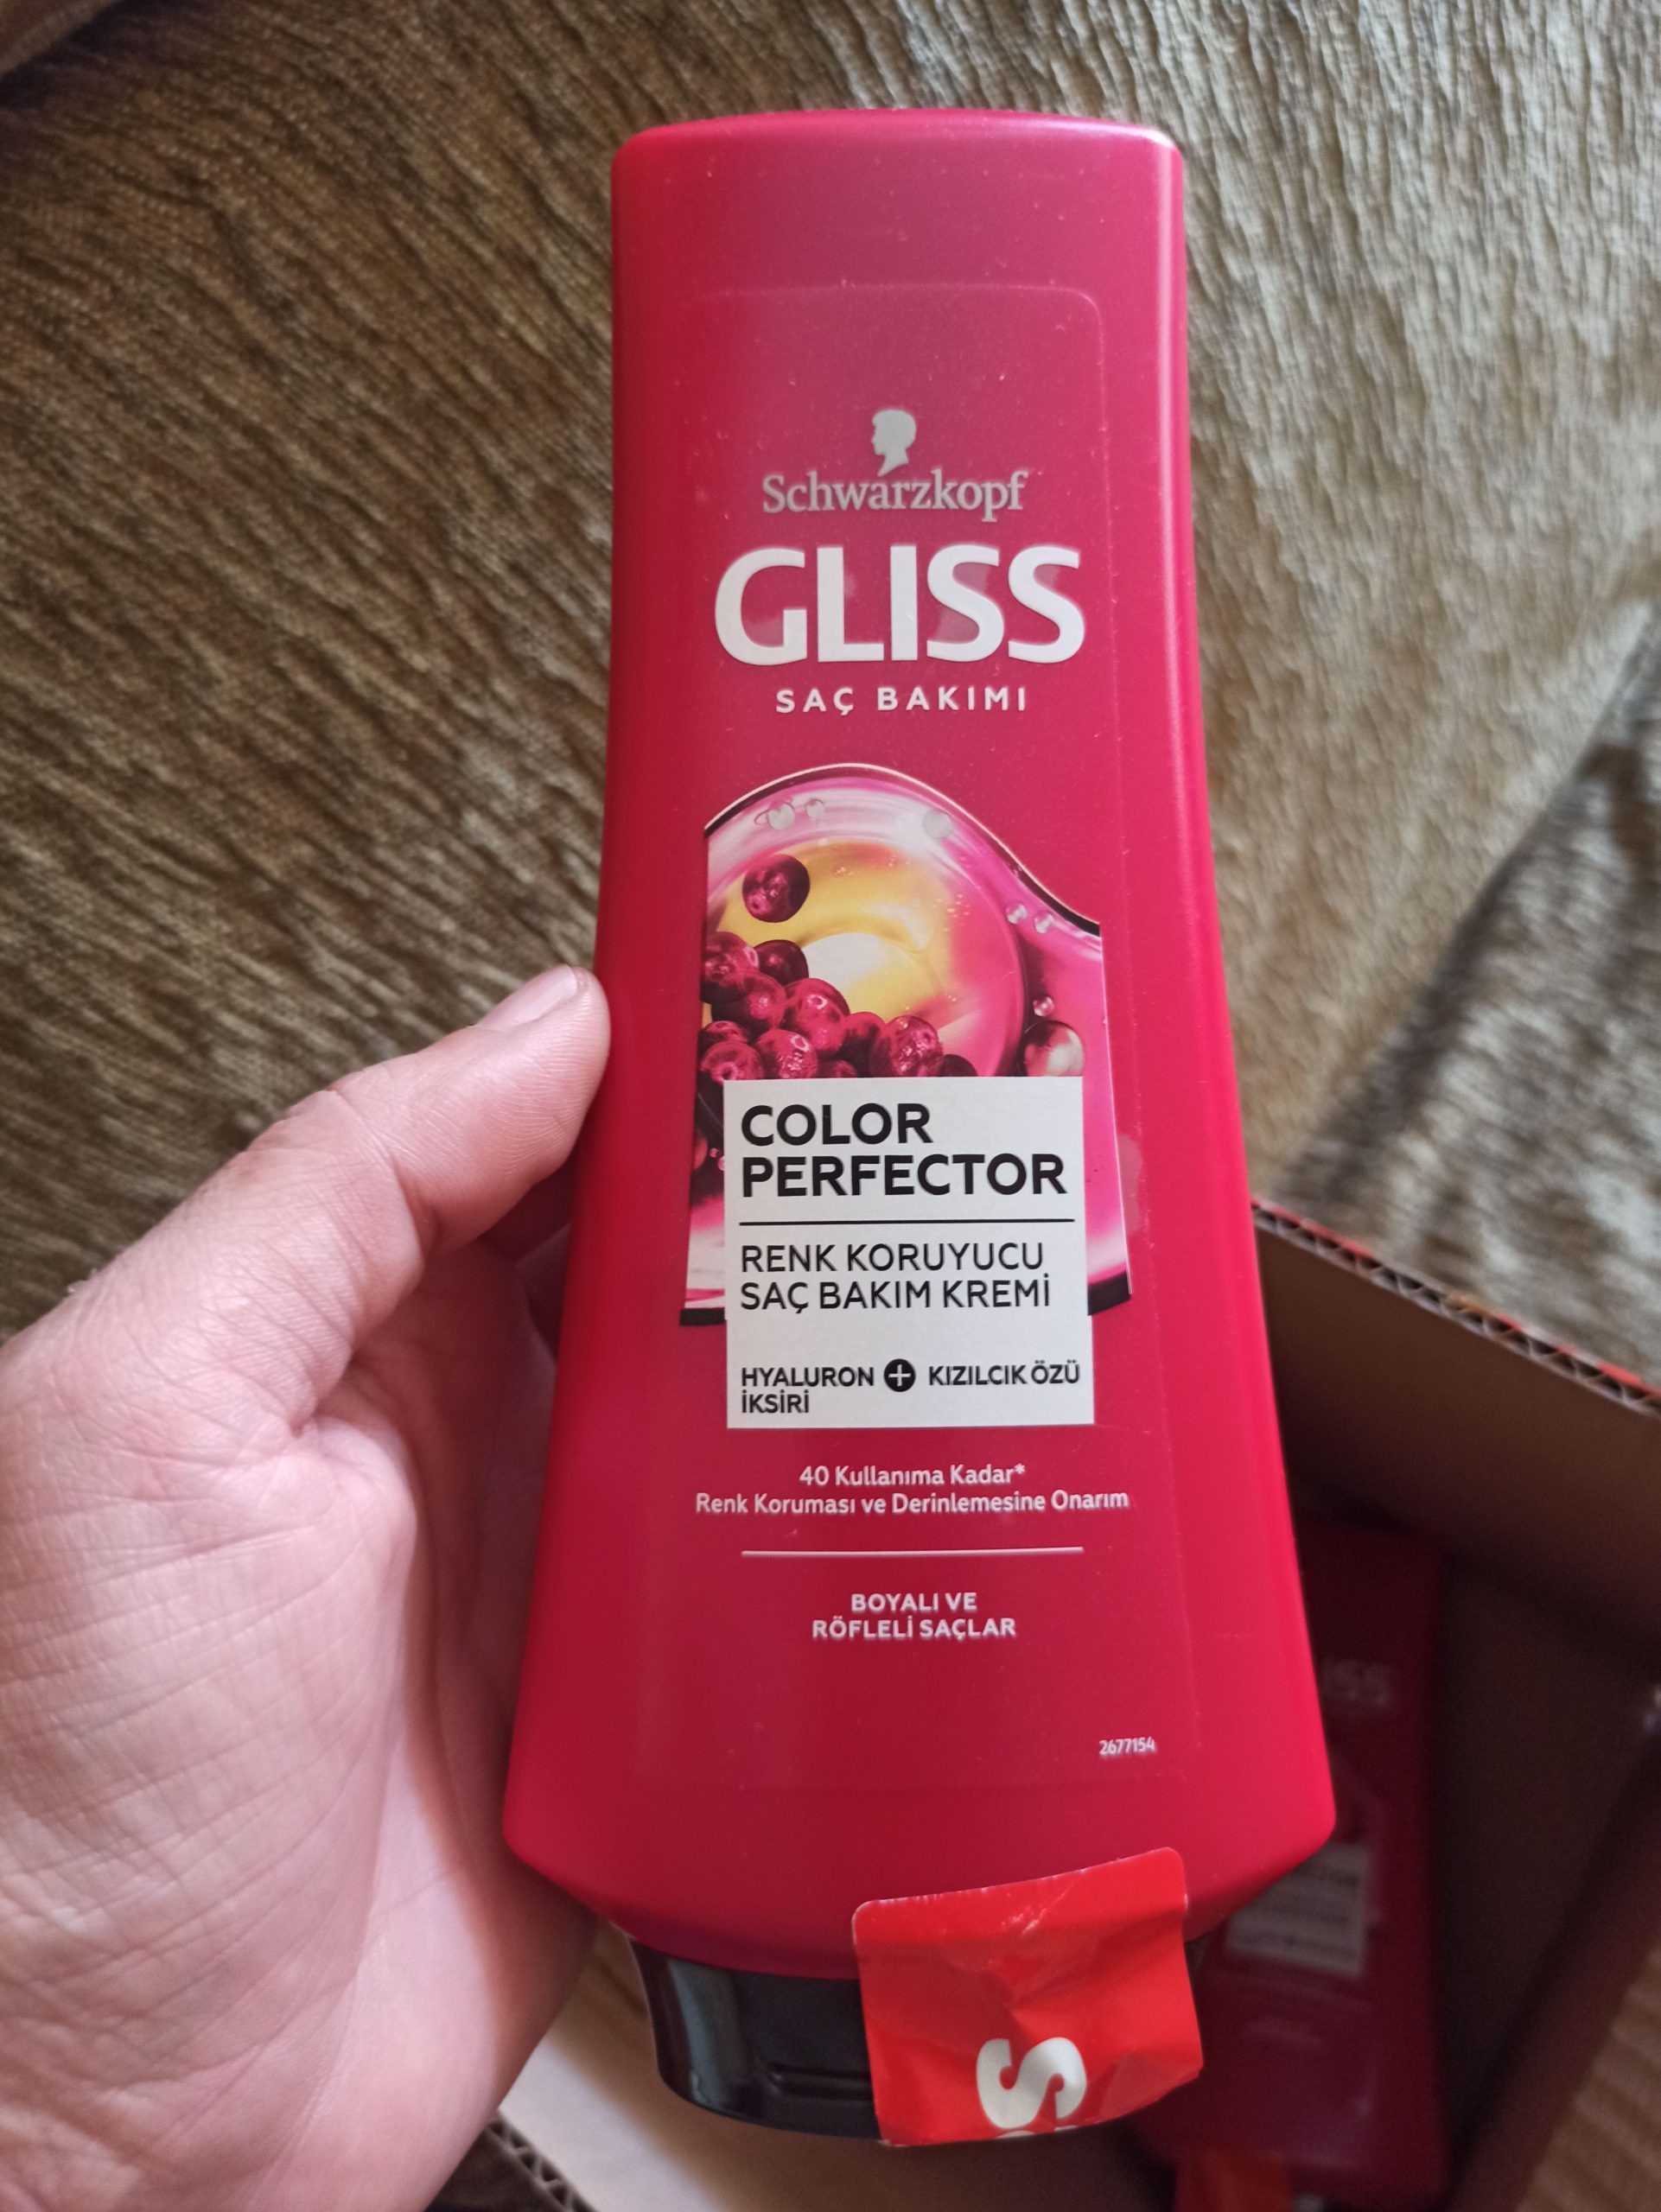 Schwarzkopf
GLISS
SAÇ BAKIMI
COLOR
PERFECTOR
RENK KORUYUCU
SAÇ BAKIM KREMİ
HYALURON + KIZILCIK ÖZÜ
İKSİRİ
40 Kullanıma Kadar*
Renk Koruması ve Derinlemesine Onarım
BOYALI VE
RÖFLELİ SAÇLAR
2677154
S